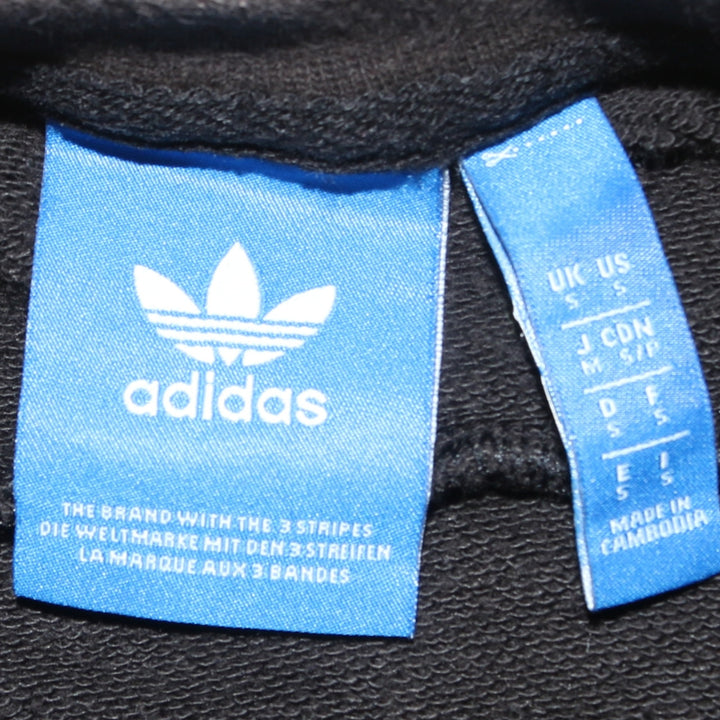 adidas
THE BRAND WITH THE 3 STRIPES
DIE WELTMARKE MIT DEN 3 STREIFEN
LA MARQUE AUX 3 BANDES
UK US
S S
J CDN
M S/P
D F
S S
E I
S S
MADE IN
CAMBODIA